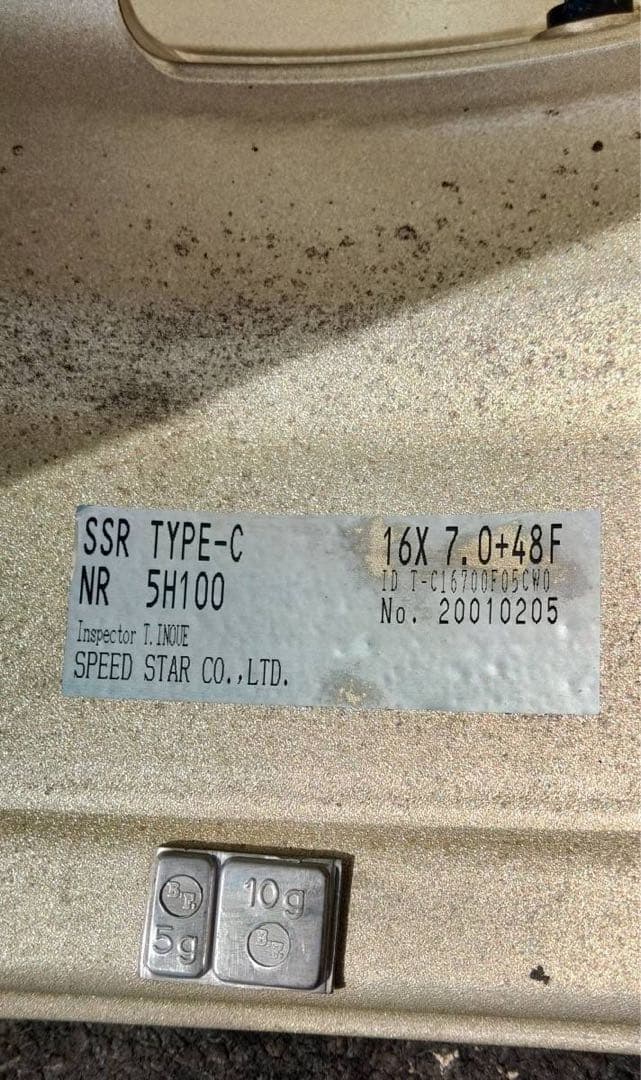 SSR TYPE-C
16X 7.0+48F
NR 5H100
ID T-C16700F05CW0
No. 20010205
Inspector T.INOUE
SPEED STAR CO.,LTD.
10g
5g